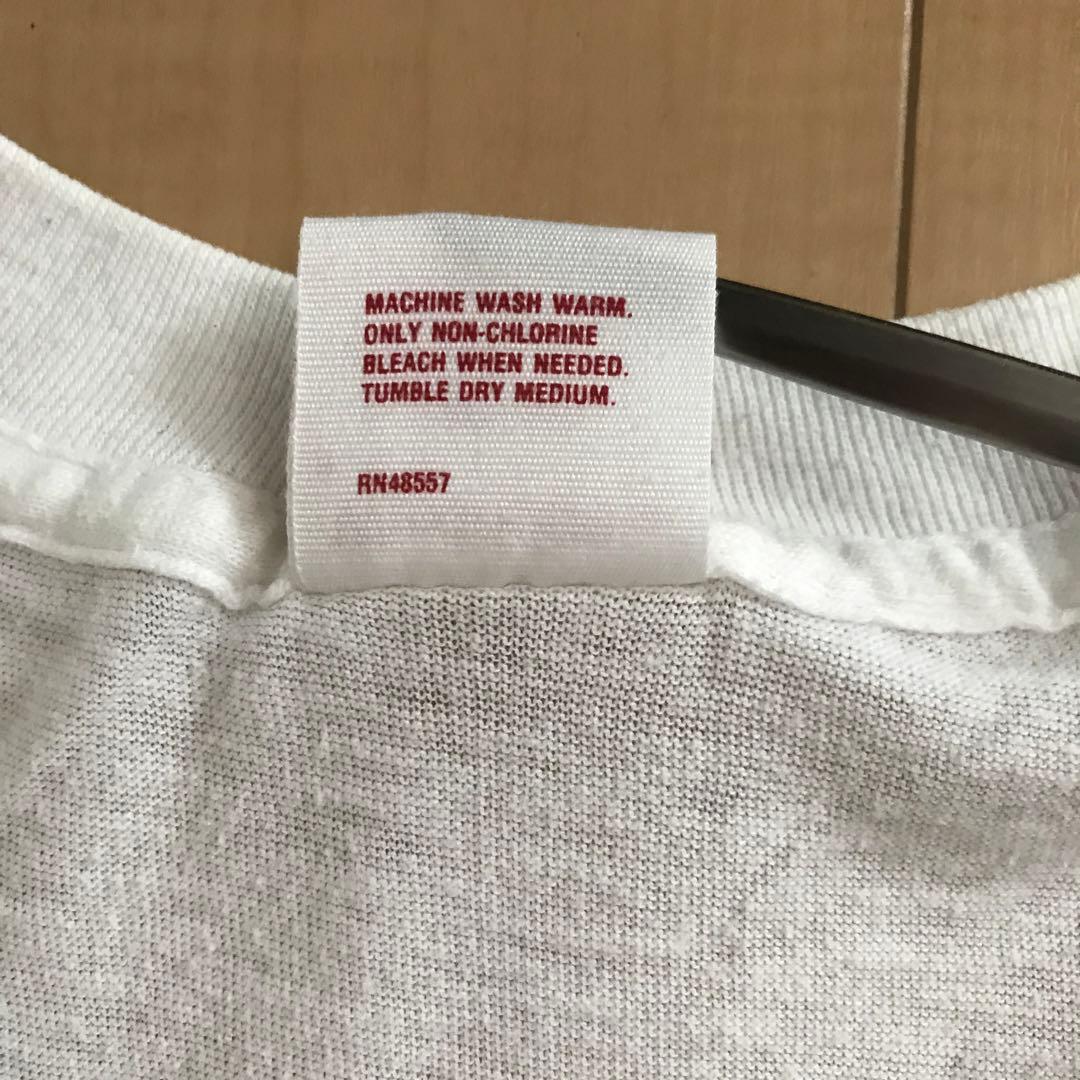 MACHINE WASH WARM.
ONLY NON-CHLORINE
BLEACH WHEN NEEDED.
TUMBLE DRY MEDIUM.
RN48557